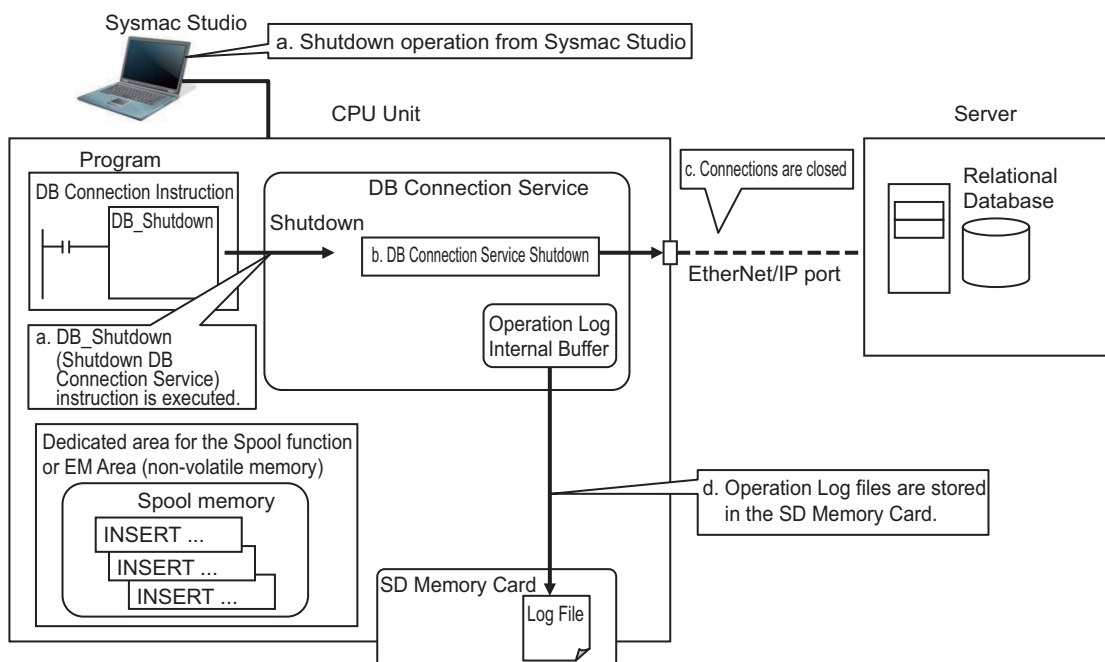 Sysmac Studio
a. Shutdown operation from Sysmac Studio
CPU Unit
Server
Program
DB Connection Instruction
DB_Shutdown
DB Connection Service
Shutdown
b. DB Connection Service Shutdown
c. Connections are closed
Relational
Database
EtherNet/IP port
a. DB_Shutdown
(Shutdown DB
Connection Service)
instruction is executed.
Operation Log
Internal Buffer
Dedicated area for the Spool function
or EM Area (non-volatile memory)
Spool memory
INSERT ...
INSERT ...
INSERT ...
d. Operation Log files are stored
in the SD Memory Card.
SD Memory Card
Log File